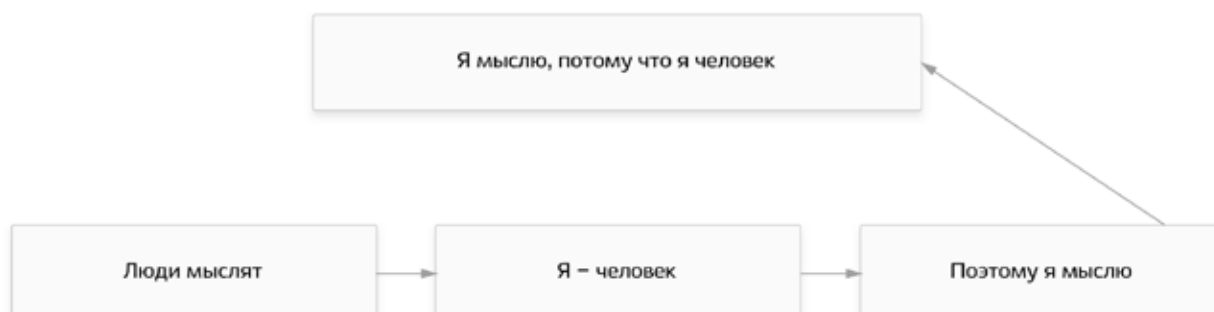 Я мыслю, потому что я человек
Люди мыслят
Я – человек
Поэтому я мыслю